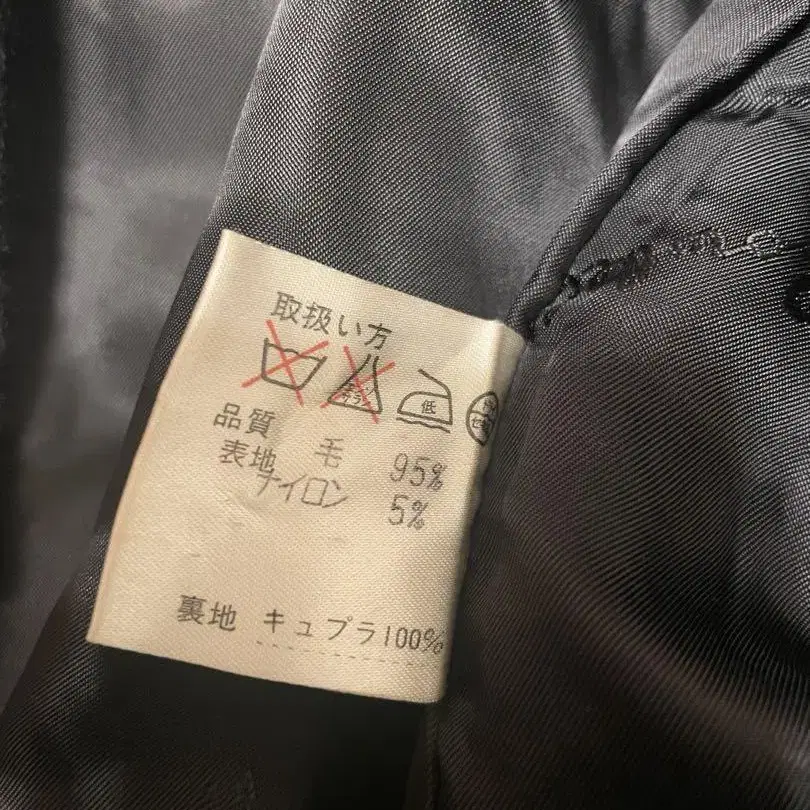 取扱い方
低
品質
表地 毛 95%
ナイロン 5%
裏地 キュプラ100%